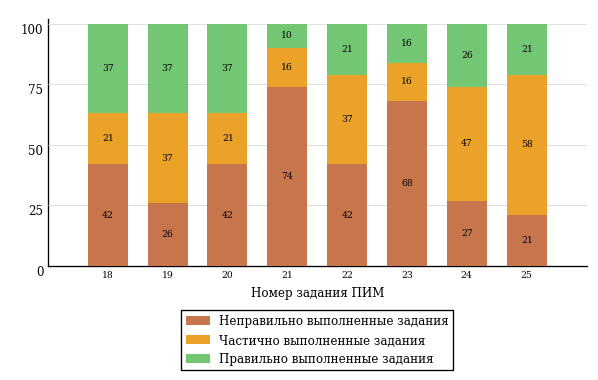 100
75
50
25
0
37 37 37 10 21 16 26 21
21 37 21 16 37 16 47 58
42 26 42 74 42 68 27 21
18 19 20 21 22 23 24 25
Номер задания ПИМ
Неправильно выполненные задания
Частично выполненные задания
Правильно выполненные задания